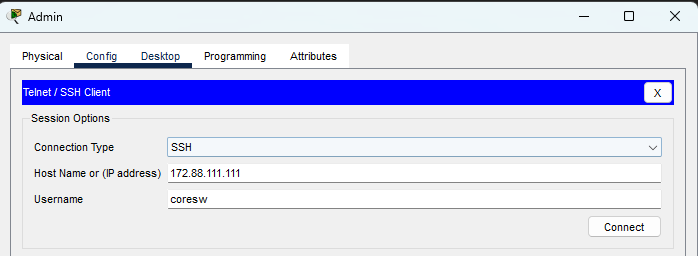 Admin
Physical Config Desktop Programming Attributes
Telnet / SSH Client X
Session Options
Connection Type SSH
Host Name or (IP address) 172.88.111.111
Username coresw
Connect